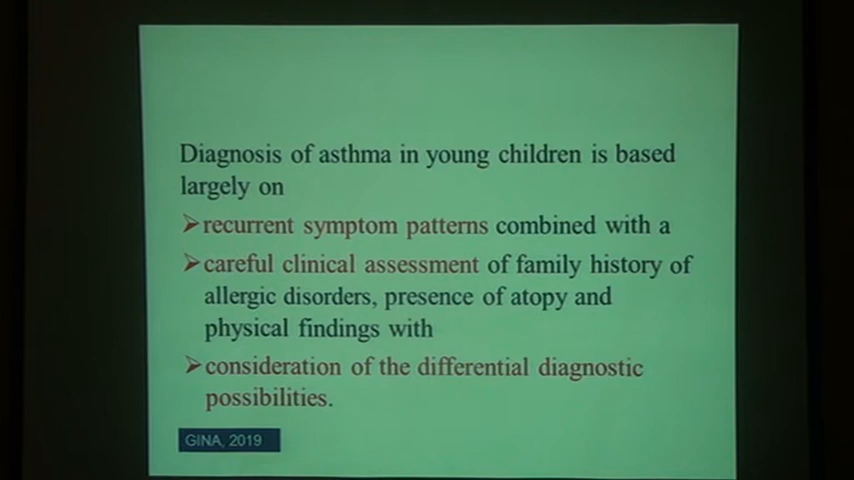 Diagnosis of asthma in young children is based
largely on
➢recurrent symptom patterns combined with a
➢careful clinical assessment of family history of
allergic disorders, presence of atopy and
physical findings with
➢consideration of the differential diagnostic
possibilities.
GINA, 2019